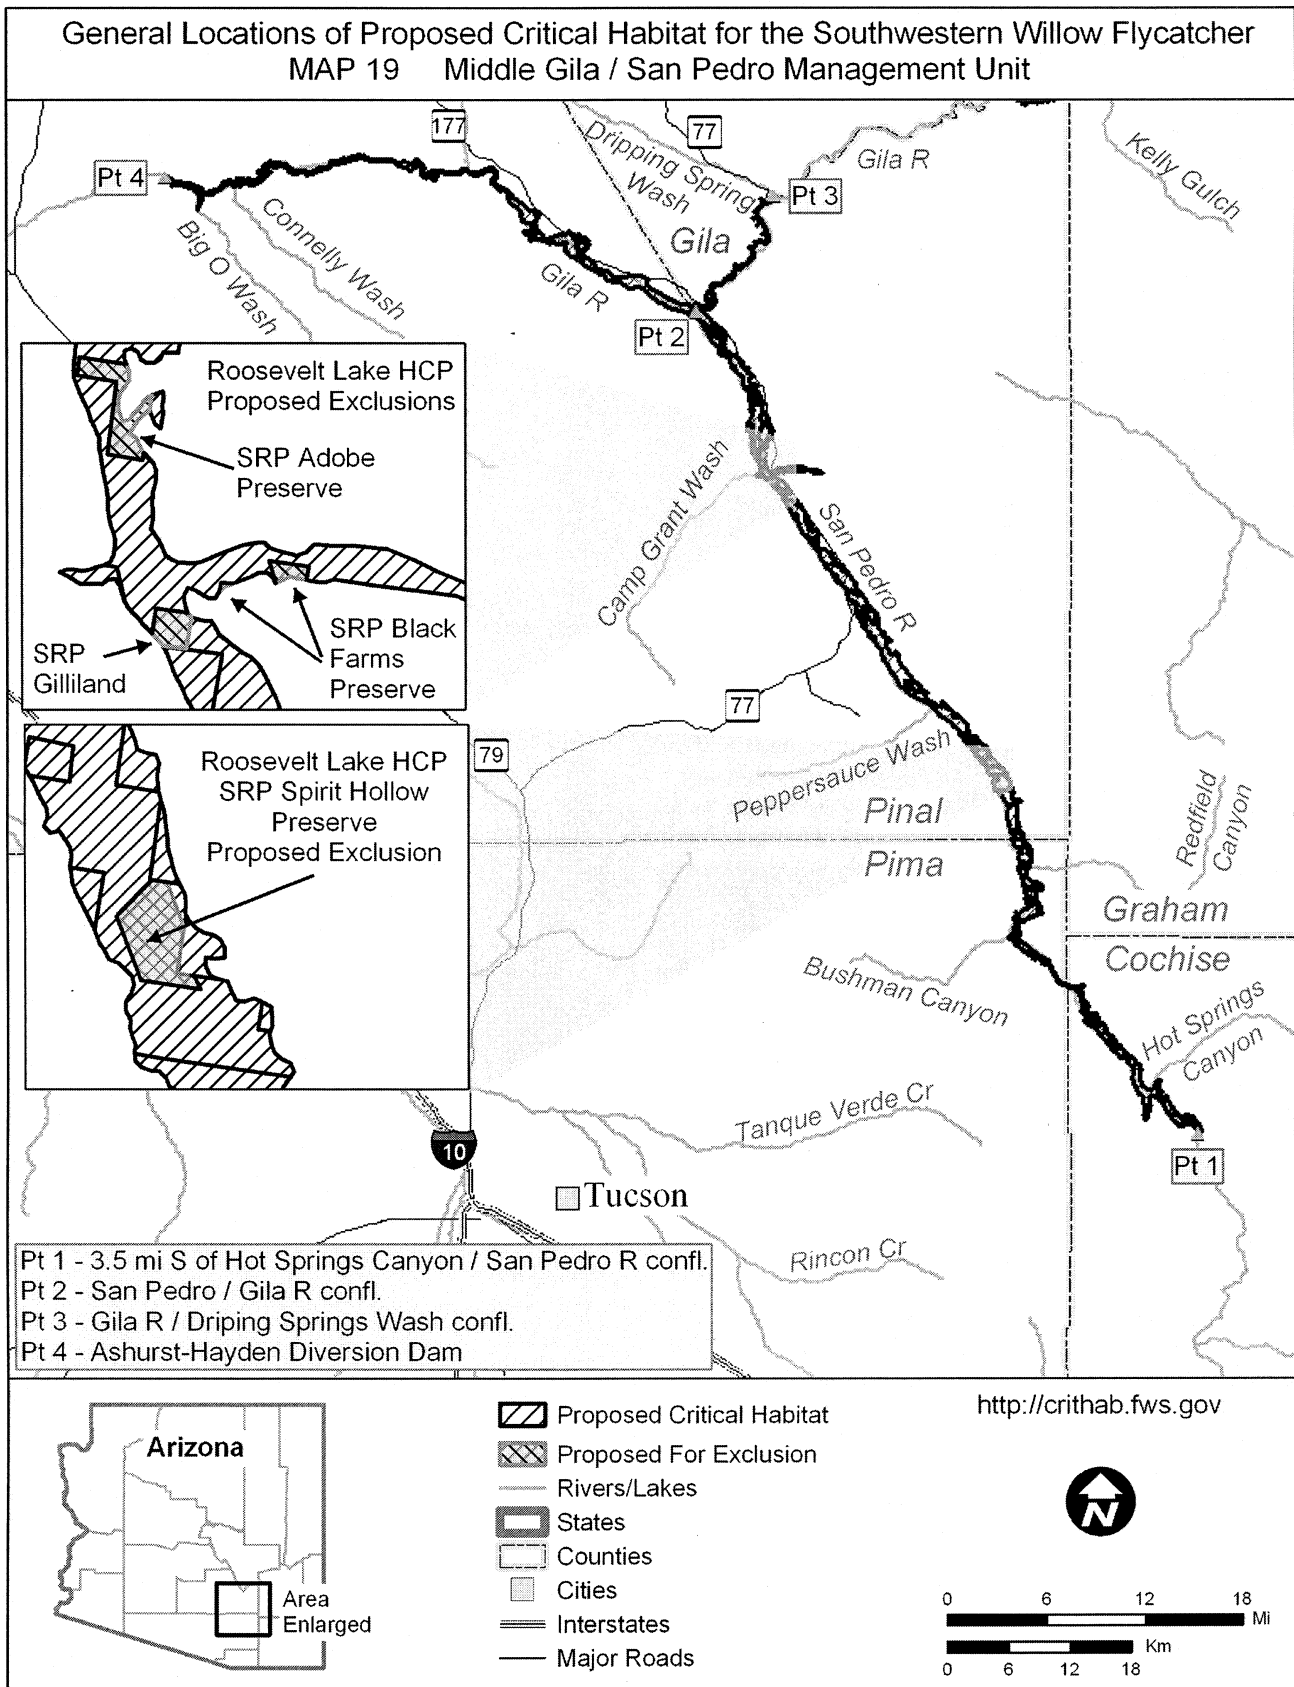 General Locations of Proposed Critical Habitat for the Southwestern Willow Flycatcher
MAP 19 Middle Gila / San Pedro Management Unit
177
77
Dripping Spring
Wash
Gila R
Kelly Gulch
Pt 4
Pt 3
Connelly Wash
Big O Wash
Gila
Gila R
Pt 2
Roosevelt Lake HCP
Proposed Exclusions
SRP Adobe
Preserve
SRP Black
Farms
Preserve
SRP
Gilliland
Camp Grant Wash
San Pedro R
77
79
Peppersauce Wash
Pinal
Pima
Redfield
Canyon
Graham
Cochise
Roosevelt Lake HCP
SRP Spirit Hollow
Preserve
Proposed Exclusion
Bushman Canyon
Hot Springs
Canyon
Tanque Verde Cr
Pt 1
10
Tucson
Rincon Cr
Pt 1 - 3.5 mi S of Hot Springs Canyon / San Pedro R confl.
Pt 2 - San Pedro / Gila R confl.
Pt 3 - Gila R / Driping Springs Wash confl.
Pt 4 - Ashurst-Hayden Diversion Dam
Arizona
Area
Enlarged
Proposed Critical Habitat
Proposed For Exclusion
Rivers/Lakes
States
Counties
Cities
Interstates
Major Roads
http://crithab.fws.gov
N
0 6 12 18
Mi
Km
0 6 12 18